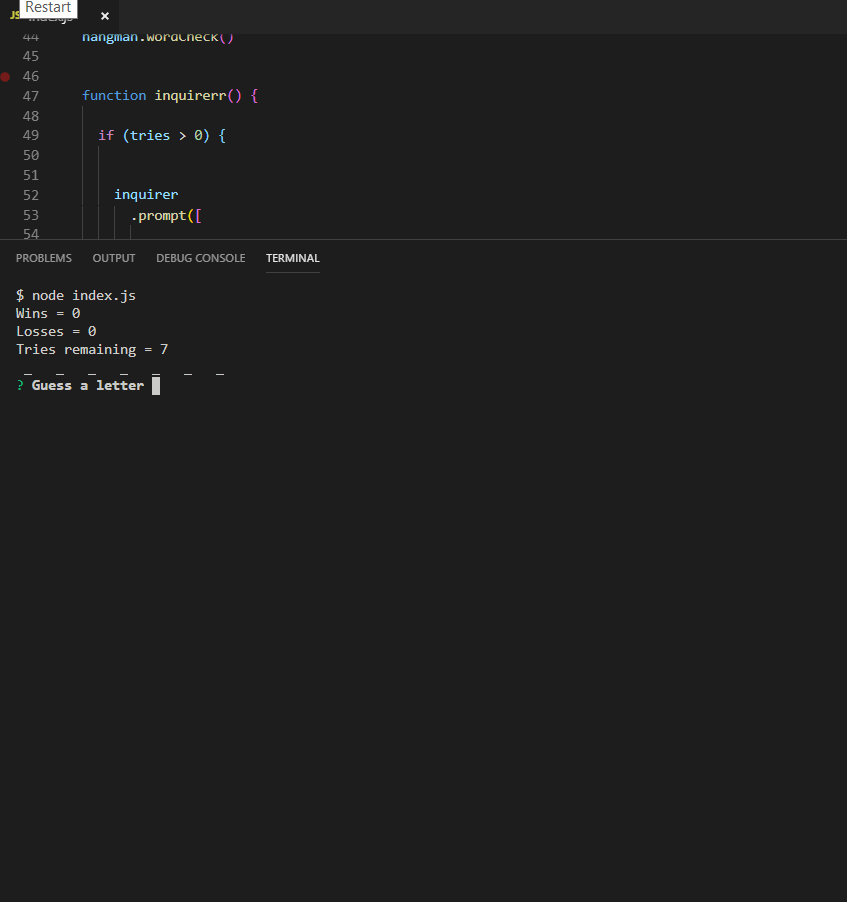 Restart
JS index.js ×
44 hangman.wordCheck()
45
46
47 function inquirerr() {
48
49 if (tries > 0) {
50
51
52 inquirer
53 .prompt([
54
PROBLEMS OUTPUT DEBUG CONSOLE TERMINAL
$ node index.js
Wins = 0
Losses = 0
Tries remaining = 7
_ _ _ _ _ _ _
? Guess a letter